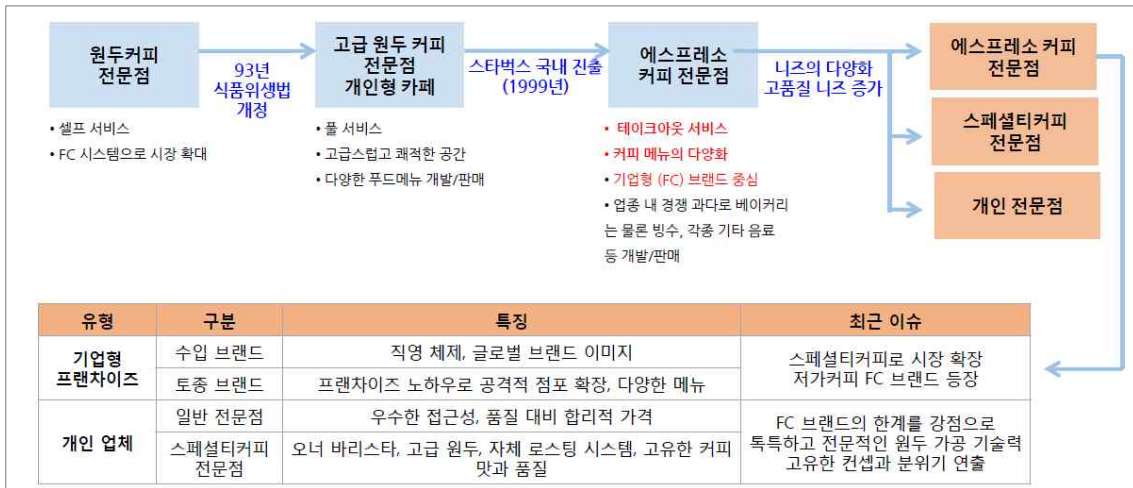 원두커피
전문점
93년
식품위생법
개정
고급 원두 커피
전문점
개인형 카페
스타벅스 국내 진출
(1999년)
에스프레소
커피 전문점
니즈의 다양화
고품질 니즈 증가
에스프레소 커피
전문점
스페셜티커피
전문점
개인 전문점
• 셀프 서비스
• FC 시스템으로 시장 확대
• 풀 서비스
• 고급스럽고 쾌적한 공간
• 다양한 푸드메뉴 개발/판매
• 테이크아웃 서비스
• 커피 메뉴의 다양화
• 기업형 (FC) 브랜드 중심
• 업종 내 경쟁 과다로 베이커리
는 물론 빙수, 각종 기타 음료
등 개발/판매
유형 구분 특징 최근 이슈
기업형
프랜차이즈
수입 브랜드 직영 체제, 글로벌 브랜드 이미지
토종 브랜드 프랜차이즈 노하우로 공격적 점포 확장, 다양한 메뉴
스페셜티커피로 시장 확장
저가커피 FC 브랜드 등장
개인 업체
일반 전문점 우수한 접근성, 품질 대비 합리적 가격
스페셜티커피
전문점
오너 바리스타, 고급 원두, 자체 로스팅 시스템, 고유한 커피
맛과 품질
FC 브랜드의 한계를 강점으로
톡특하고 전문적인 원두 가공 기술력
고유한 컨셉과 분위기 연출